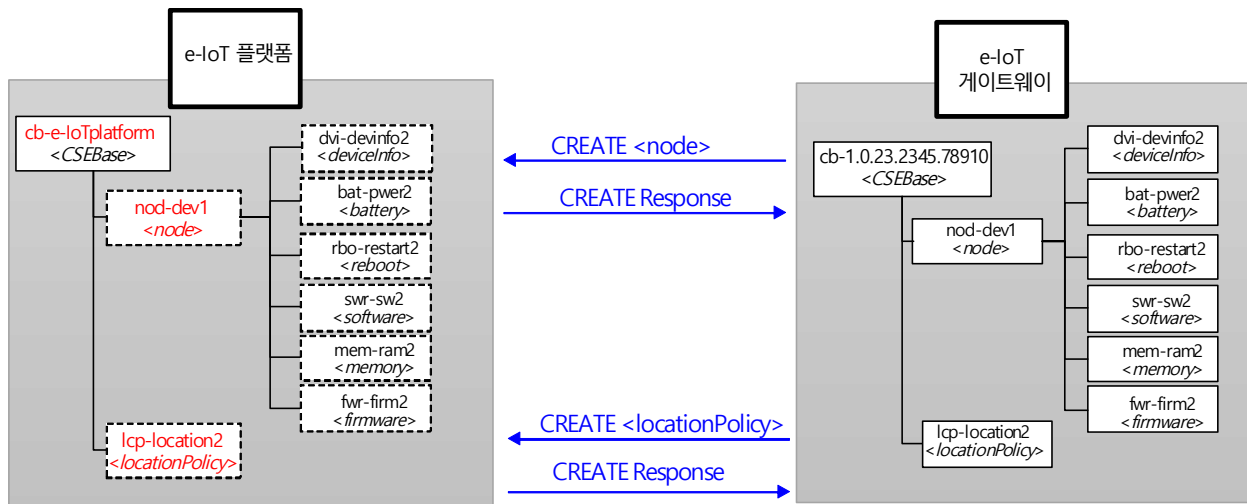 e-IoT 플랫폼
cb-e-IoTplatform
<CSEBase>
nod-dev1
<node>
dvi-devinfo2
<deviceInfo>
bat-pwer2
<battery>
rbo-restart2
<reboot>
swr-sw2
<software>
mem-ram2
<memory>
fwr-firm2
<firmware>
lcp-location2
<locationPolicy>
CREATE <node>
CREATE Response
CREATE <locationPolicy>
CREATE Response
e-IoT
게이트웨이
cb-1.0.23.2345.78910
<CSEBase>
nod-dev1
<node>
dvi-devinfo2
<deviceInfo>
bat-pwer2
<battery>
rbo-restart2
<reboot>
swr-sw2
<software>
mem-ram2
<memory>
fwr-firm2
<firmware>
lcp-location2
<locationPolicy>